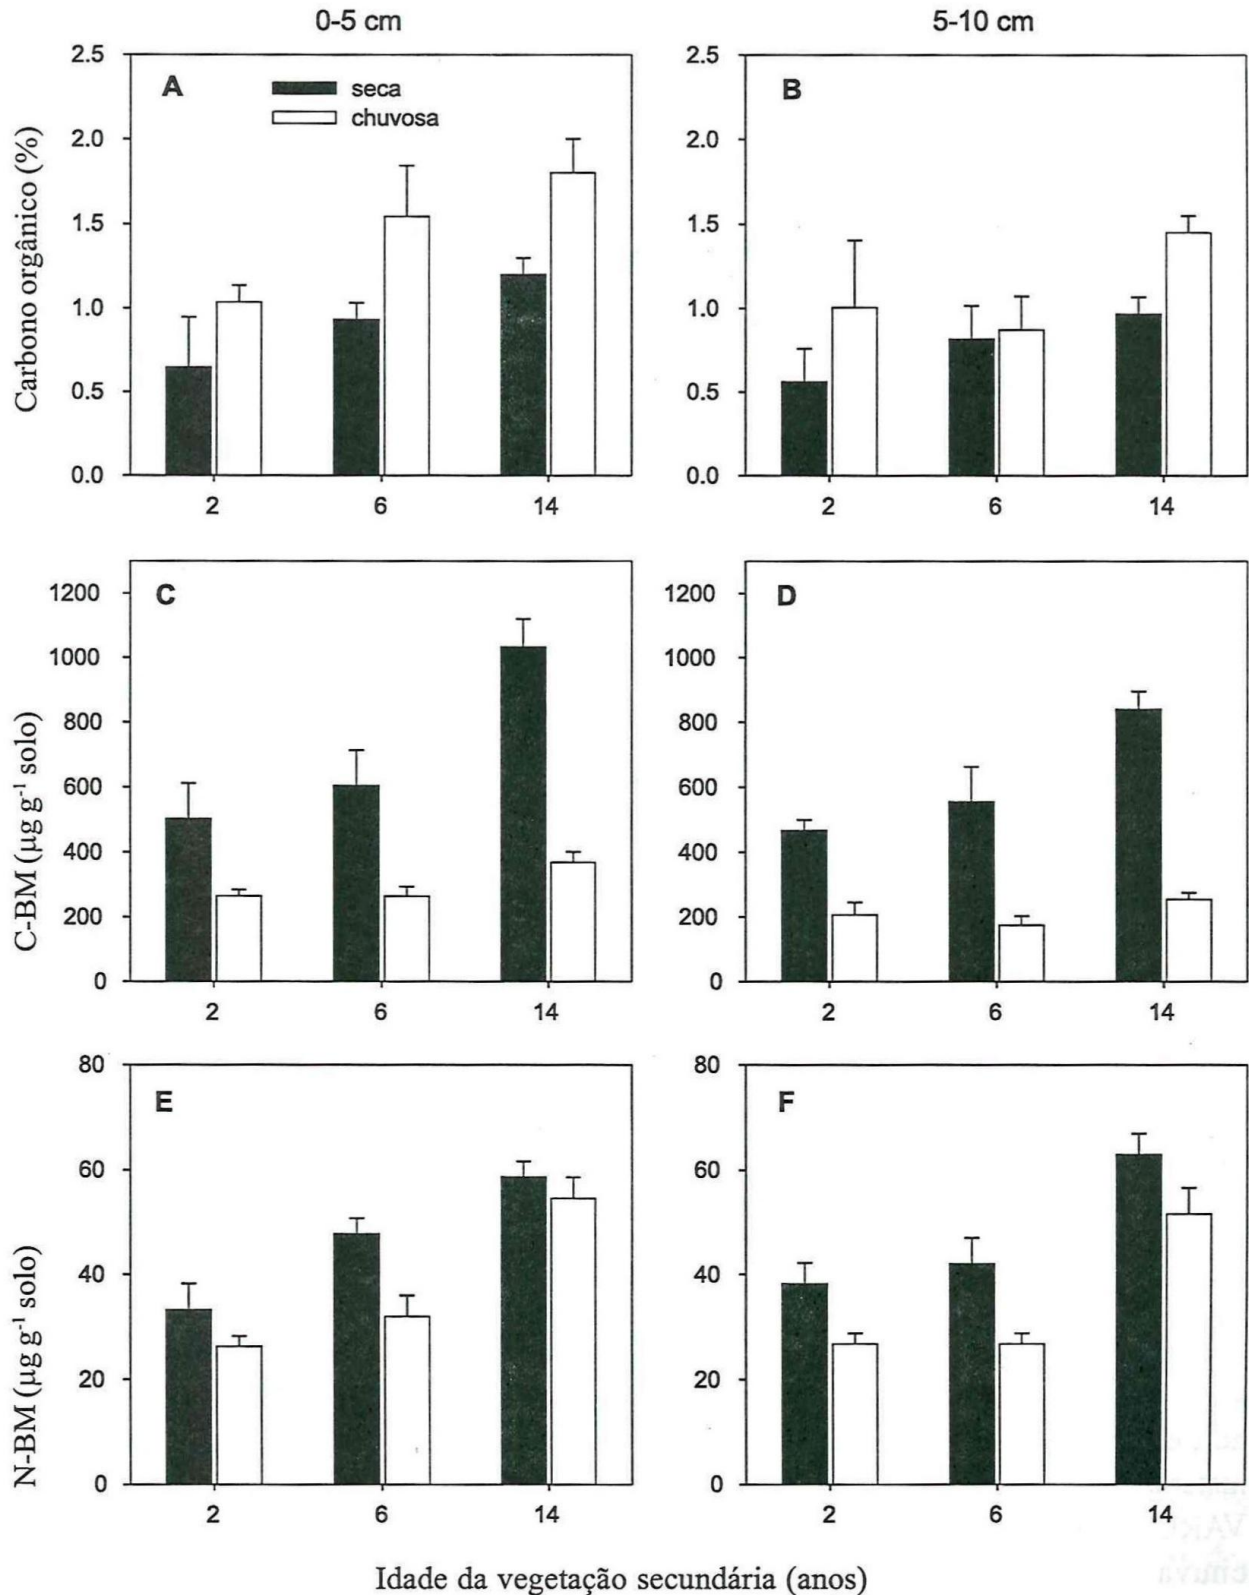 0-5 cm
5-10 cm
A
seca
chuvosa
Carbono orgânico (%)
2.5
2.0
1.5
1.0
0.5
0.0
2 6 14
B
2.5
2.0
1.5
1.0
0.5
0.0
2 6 14
C
C-BM (µg g⁻¹ solo)
1200
1000
800
600
400
200
0
2 6 14
D
1200
1000
800
600
400
200
0
2 6 14
E
N-BM (µg g⁻¹ solo)
80
60
40
20
0
2 6 14
F
80
60
40
20
0
2 6 14
Idade da vegetação secundária (anos)